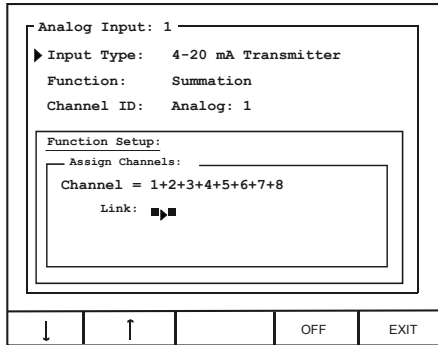 Analog Input: 1
Input Type: 4-20 mA Transmitter
Function: Summation
Channel ID: Analog: 1
Function Setup:
Assign Channels:
Channel = 1+2+3+4+5+6+7+8
Link:
OFF EXIT